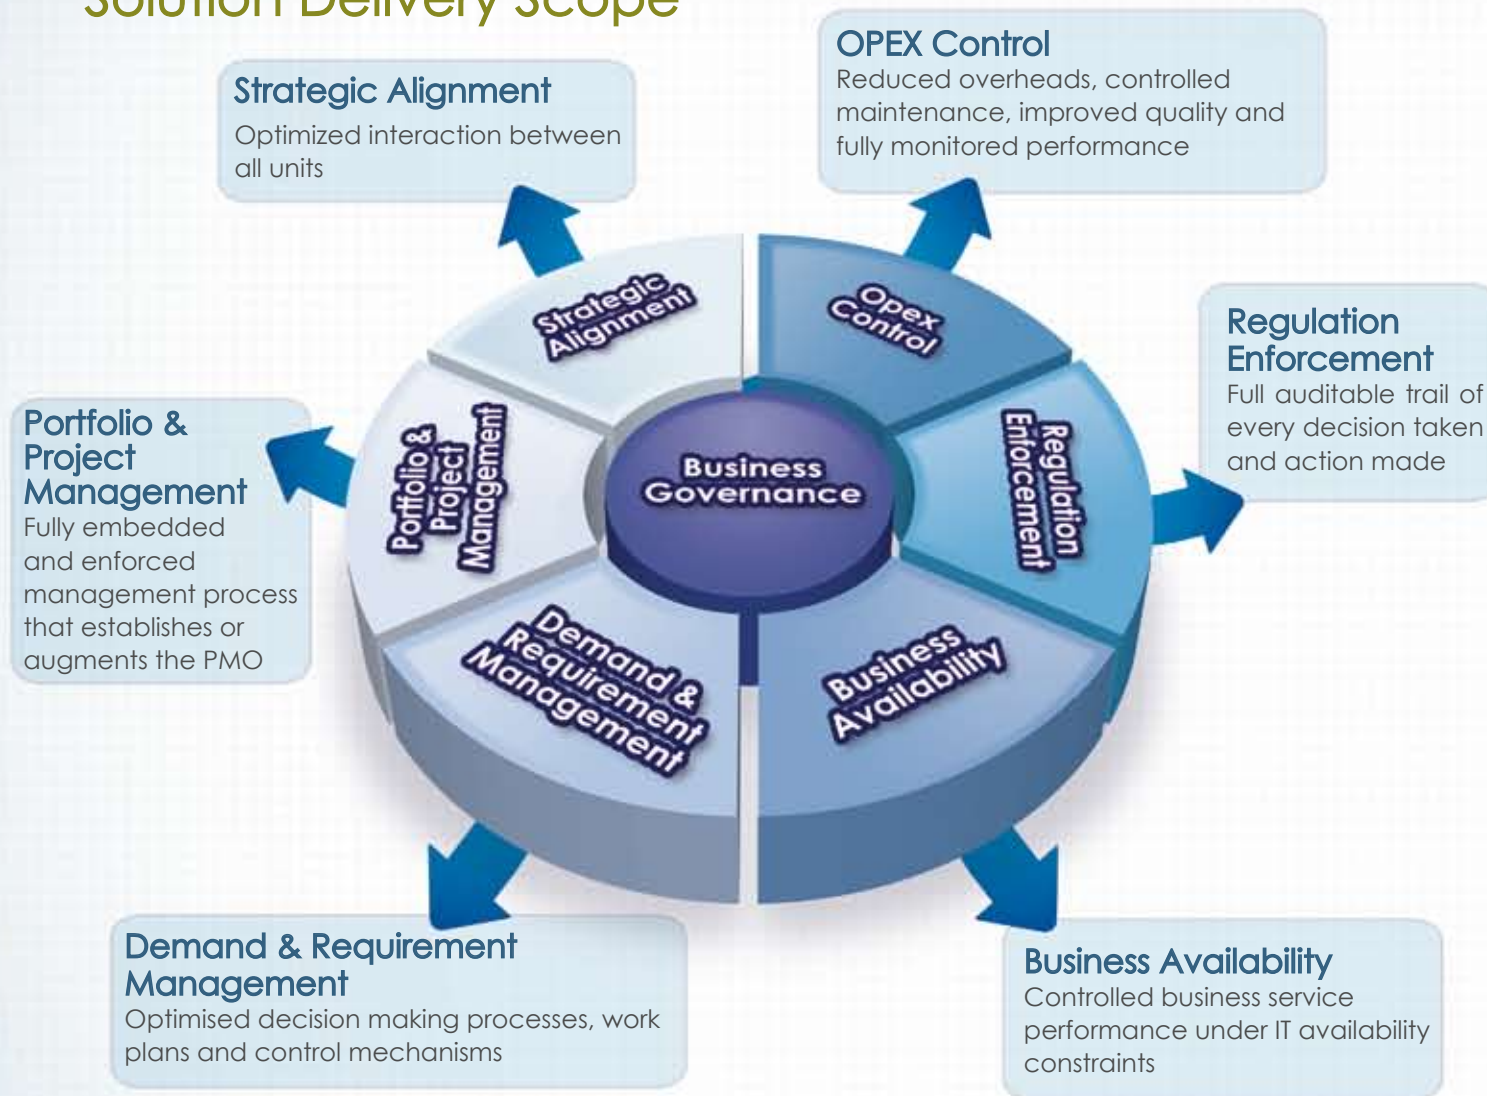 Solution Delivery Scope
Strategic Alignment
Optimized interaction between
all units
OPEX Control
Reduced overheads, controlled
maintenance, improved quality and
fully monitored performance
Regulation
Enforcement
Full auditable trail of
every decision taken
and action made
Portfolio &
Project
Management
Fully embedded
and enforced
management process
that establishes or
augments the PMO
Strategic
Alignment
Opex
Control
Portfolio &
Project
Management
Business
Governance
Regulation
Enforcement
Demand &
Requirement
Management
Business
Availability
Demand & Requirement
Management
Optimised decision making processes, work
plans and control mechanisms
Business Availability
Controlled business service
performance under IT availability
constraints